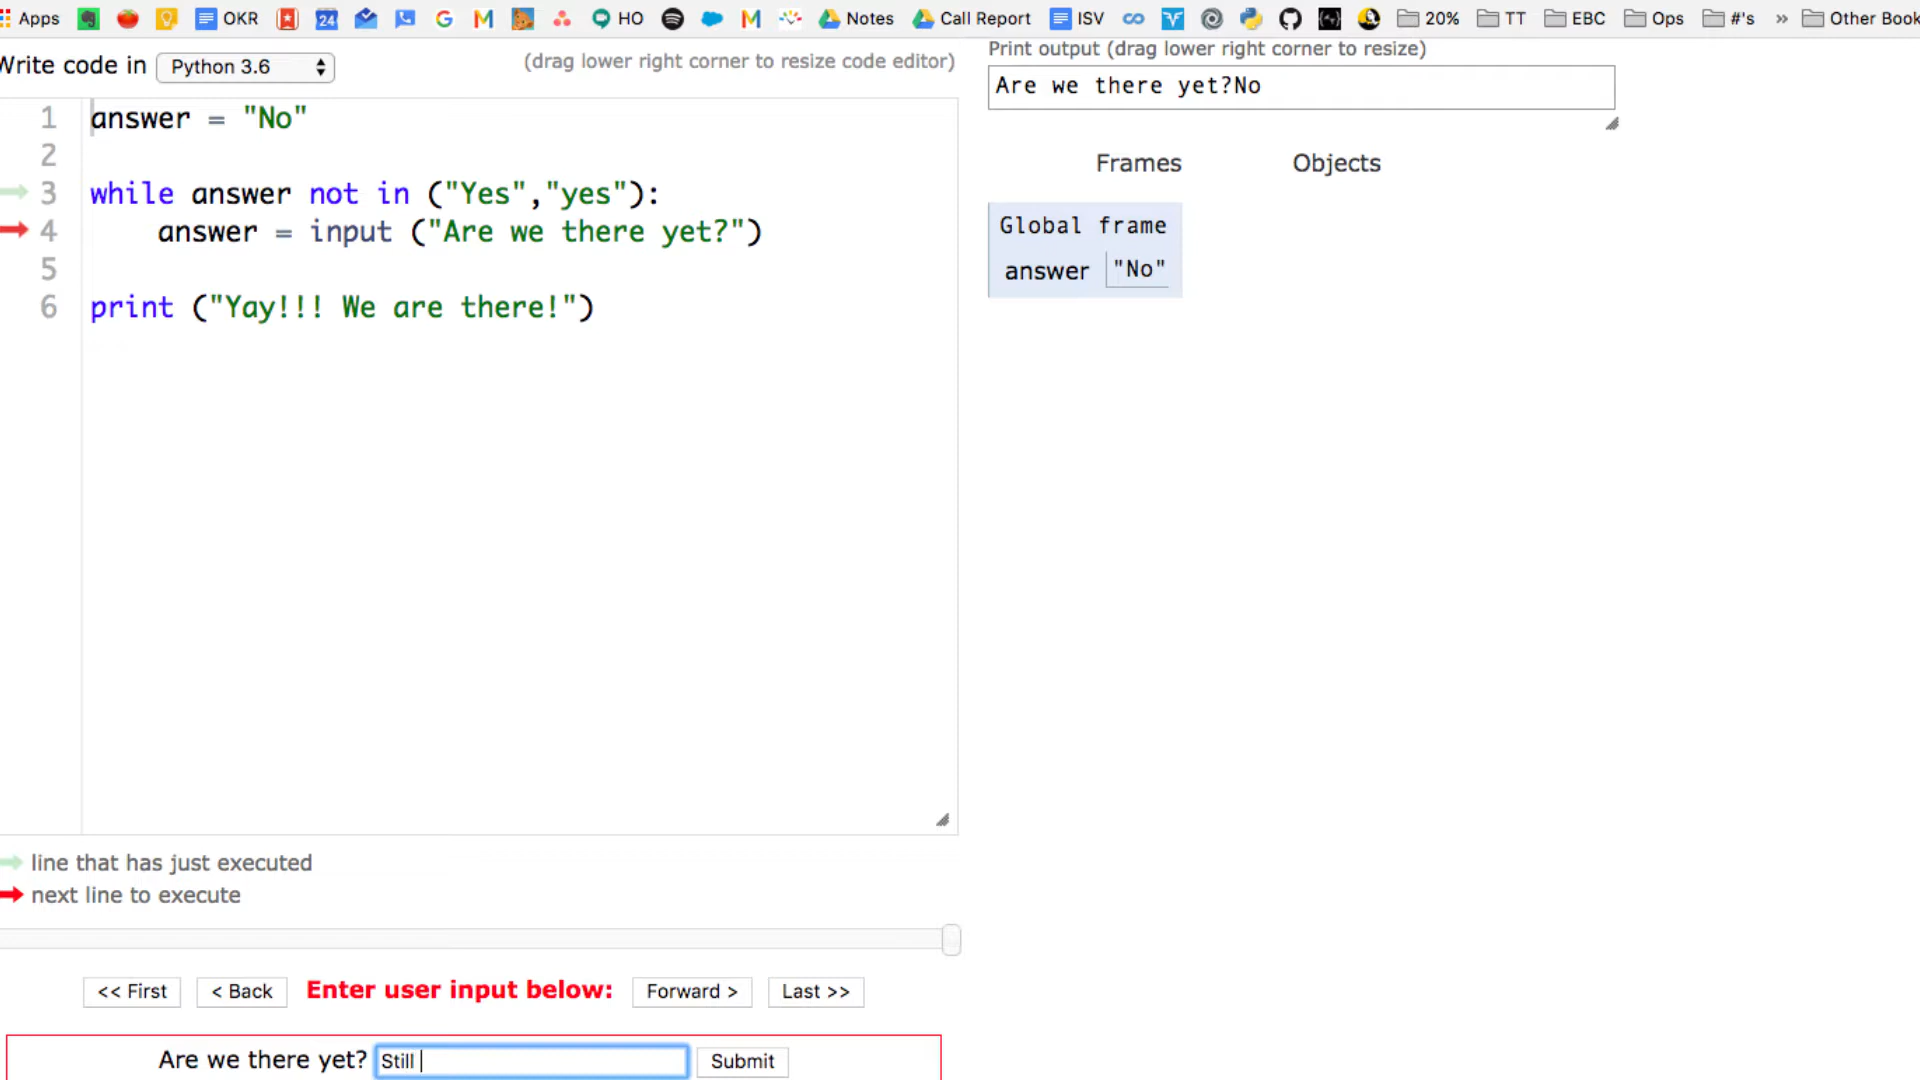 Apps OKR 24 HO Notes Call Report ISV 20% TT EBC Ops #'s » Other Book
Write code in Python 3.6 (drag lower right corner to resize code editor)
1 answer = "No"
2
3 while answer not in ("Yes","yes"):
4 answer = input ("Are we there yet?")
5
6 print ("Yay!!! We are there!")
line that has just executed
next line to execute
<< First < Back Enter user input below: Forward > Last >>
Are we there yet? Still Submit
Print output (drag lower right corner to resize)
Are we there yet?No
Frames Objects
Global frame
answer "No"